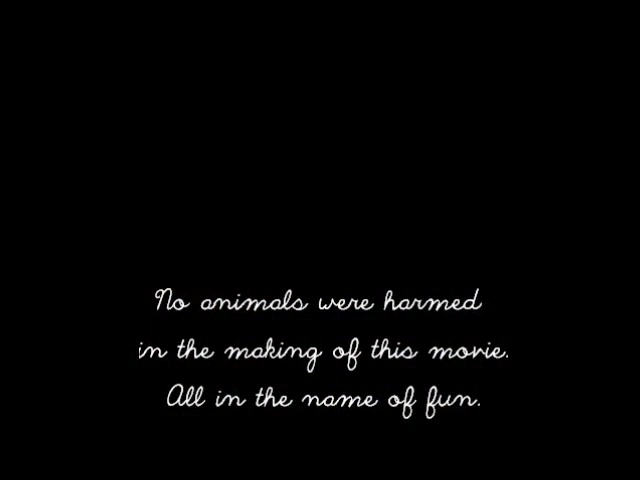 No animals were harmed
in the making of this movie.
All in the name of fun.